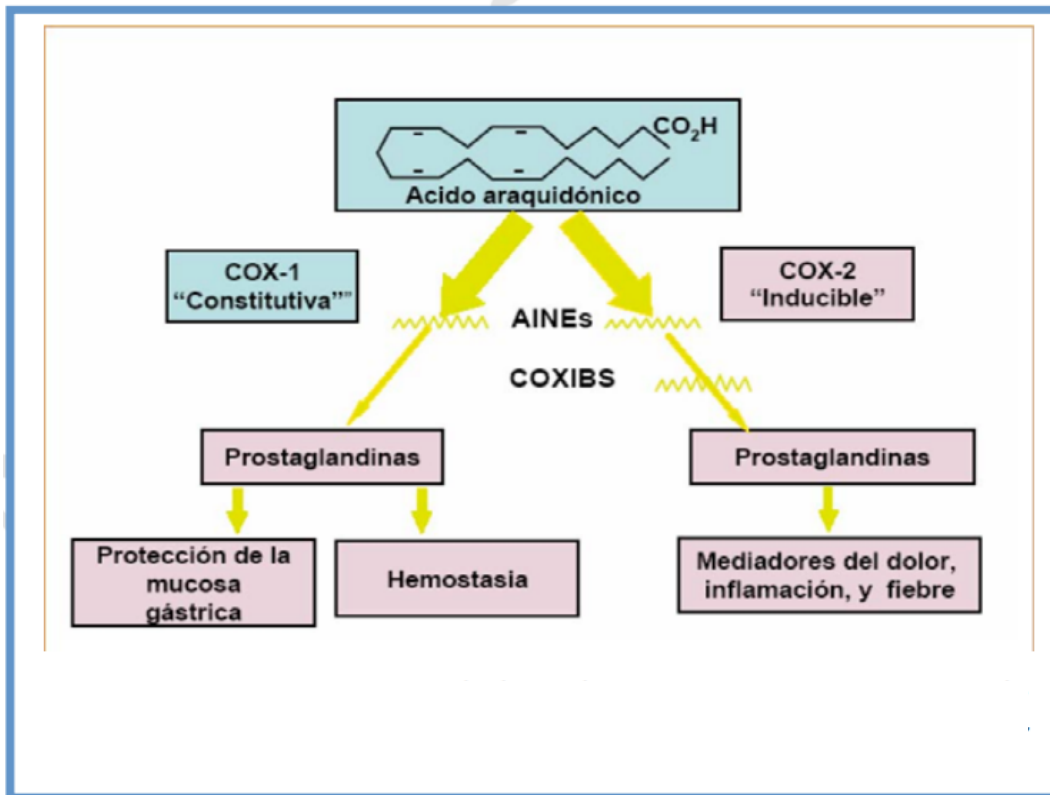 CO₂H
Acido araquidónico
COX-1
“Constitutiva””
COX-2
“Inducible”
AINEs
COXIBS
Prostaglandinas
Prostaglandinas
Protección de la
mucosa
gástrica
Hemostasia
Mediadores del dolor,
inflamación, y fiebre